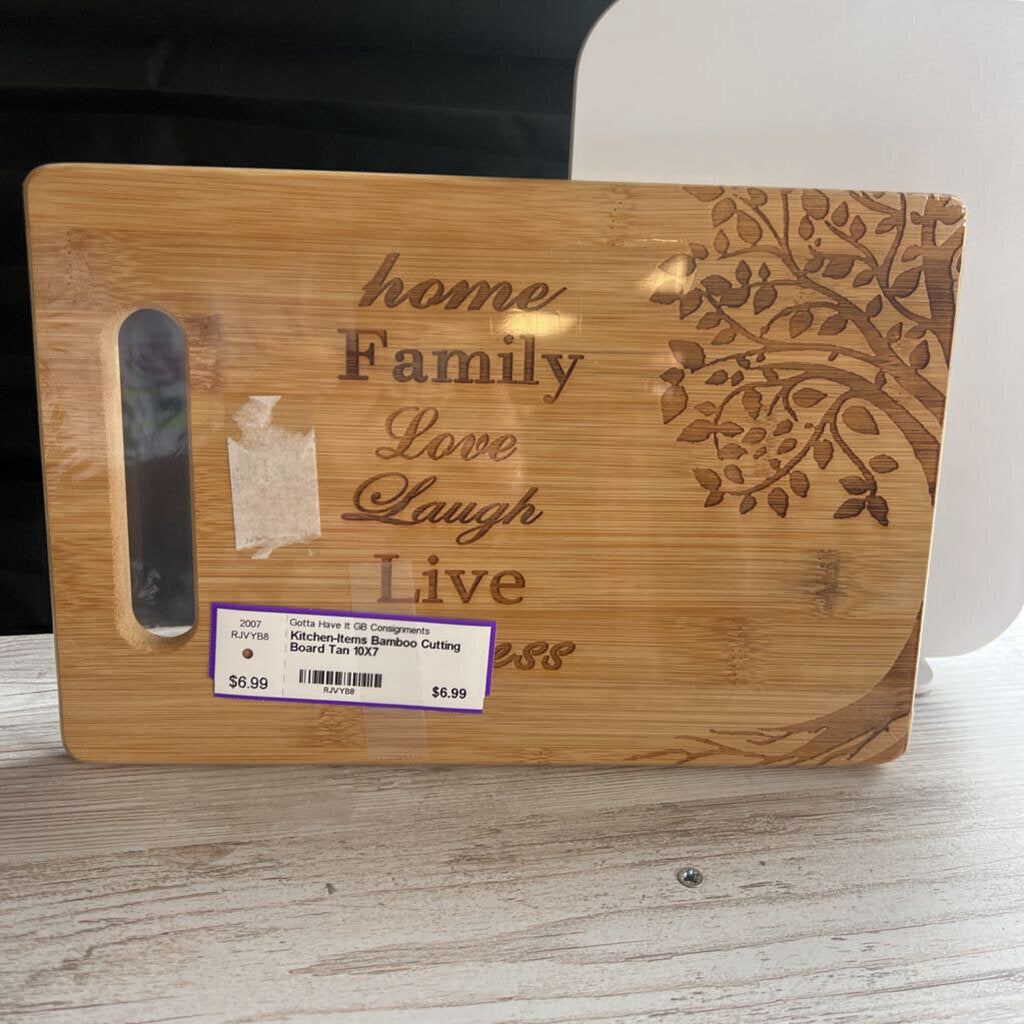 home
Family
Love
Laugh
Live
ess
2007
RJVYB8
$6.99
Gotta Have It GB Consignments
Kitchen-Items Bamboo Cutting
Board Tan 10X7
RJVYB8
$6.99